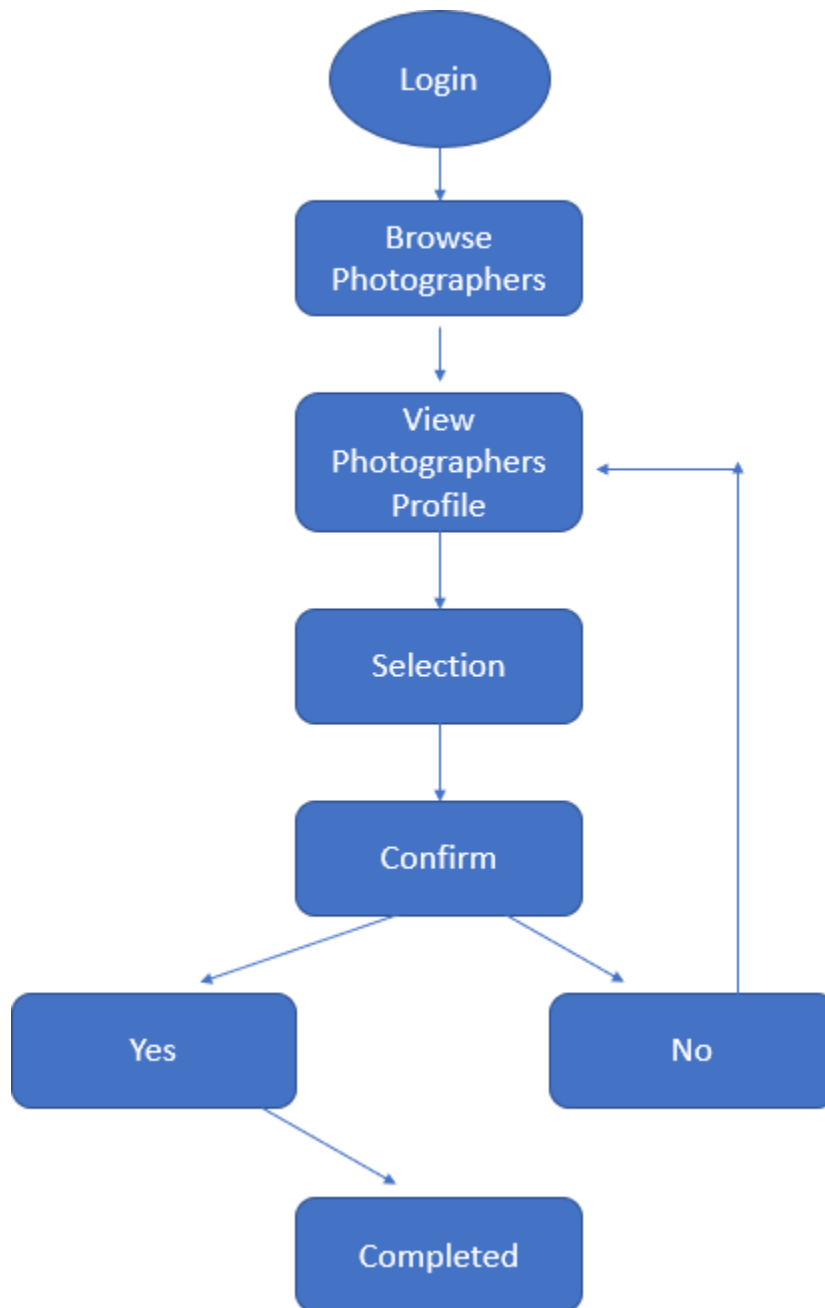 Login
Browse
Photographers
View
Photographers
Profile
Selection
Confirm
Yes
No
Completed